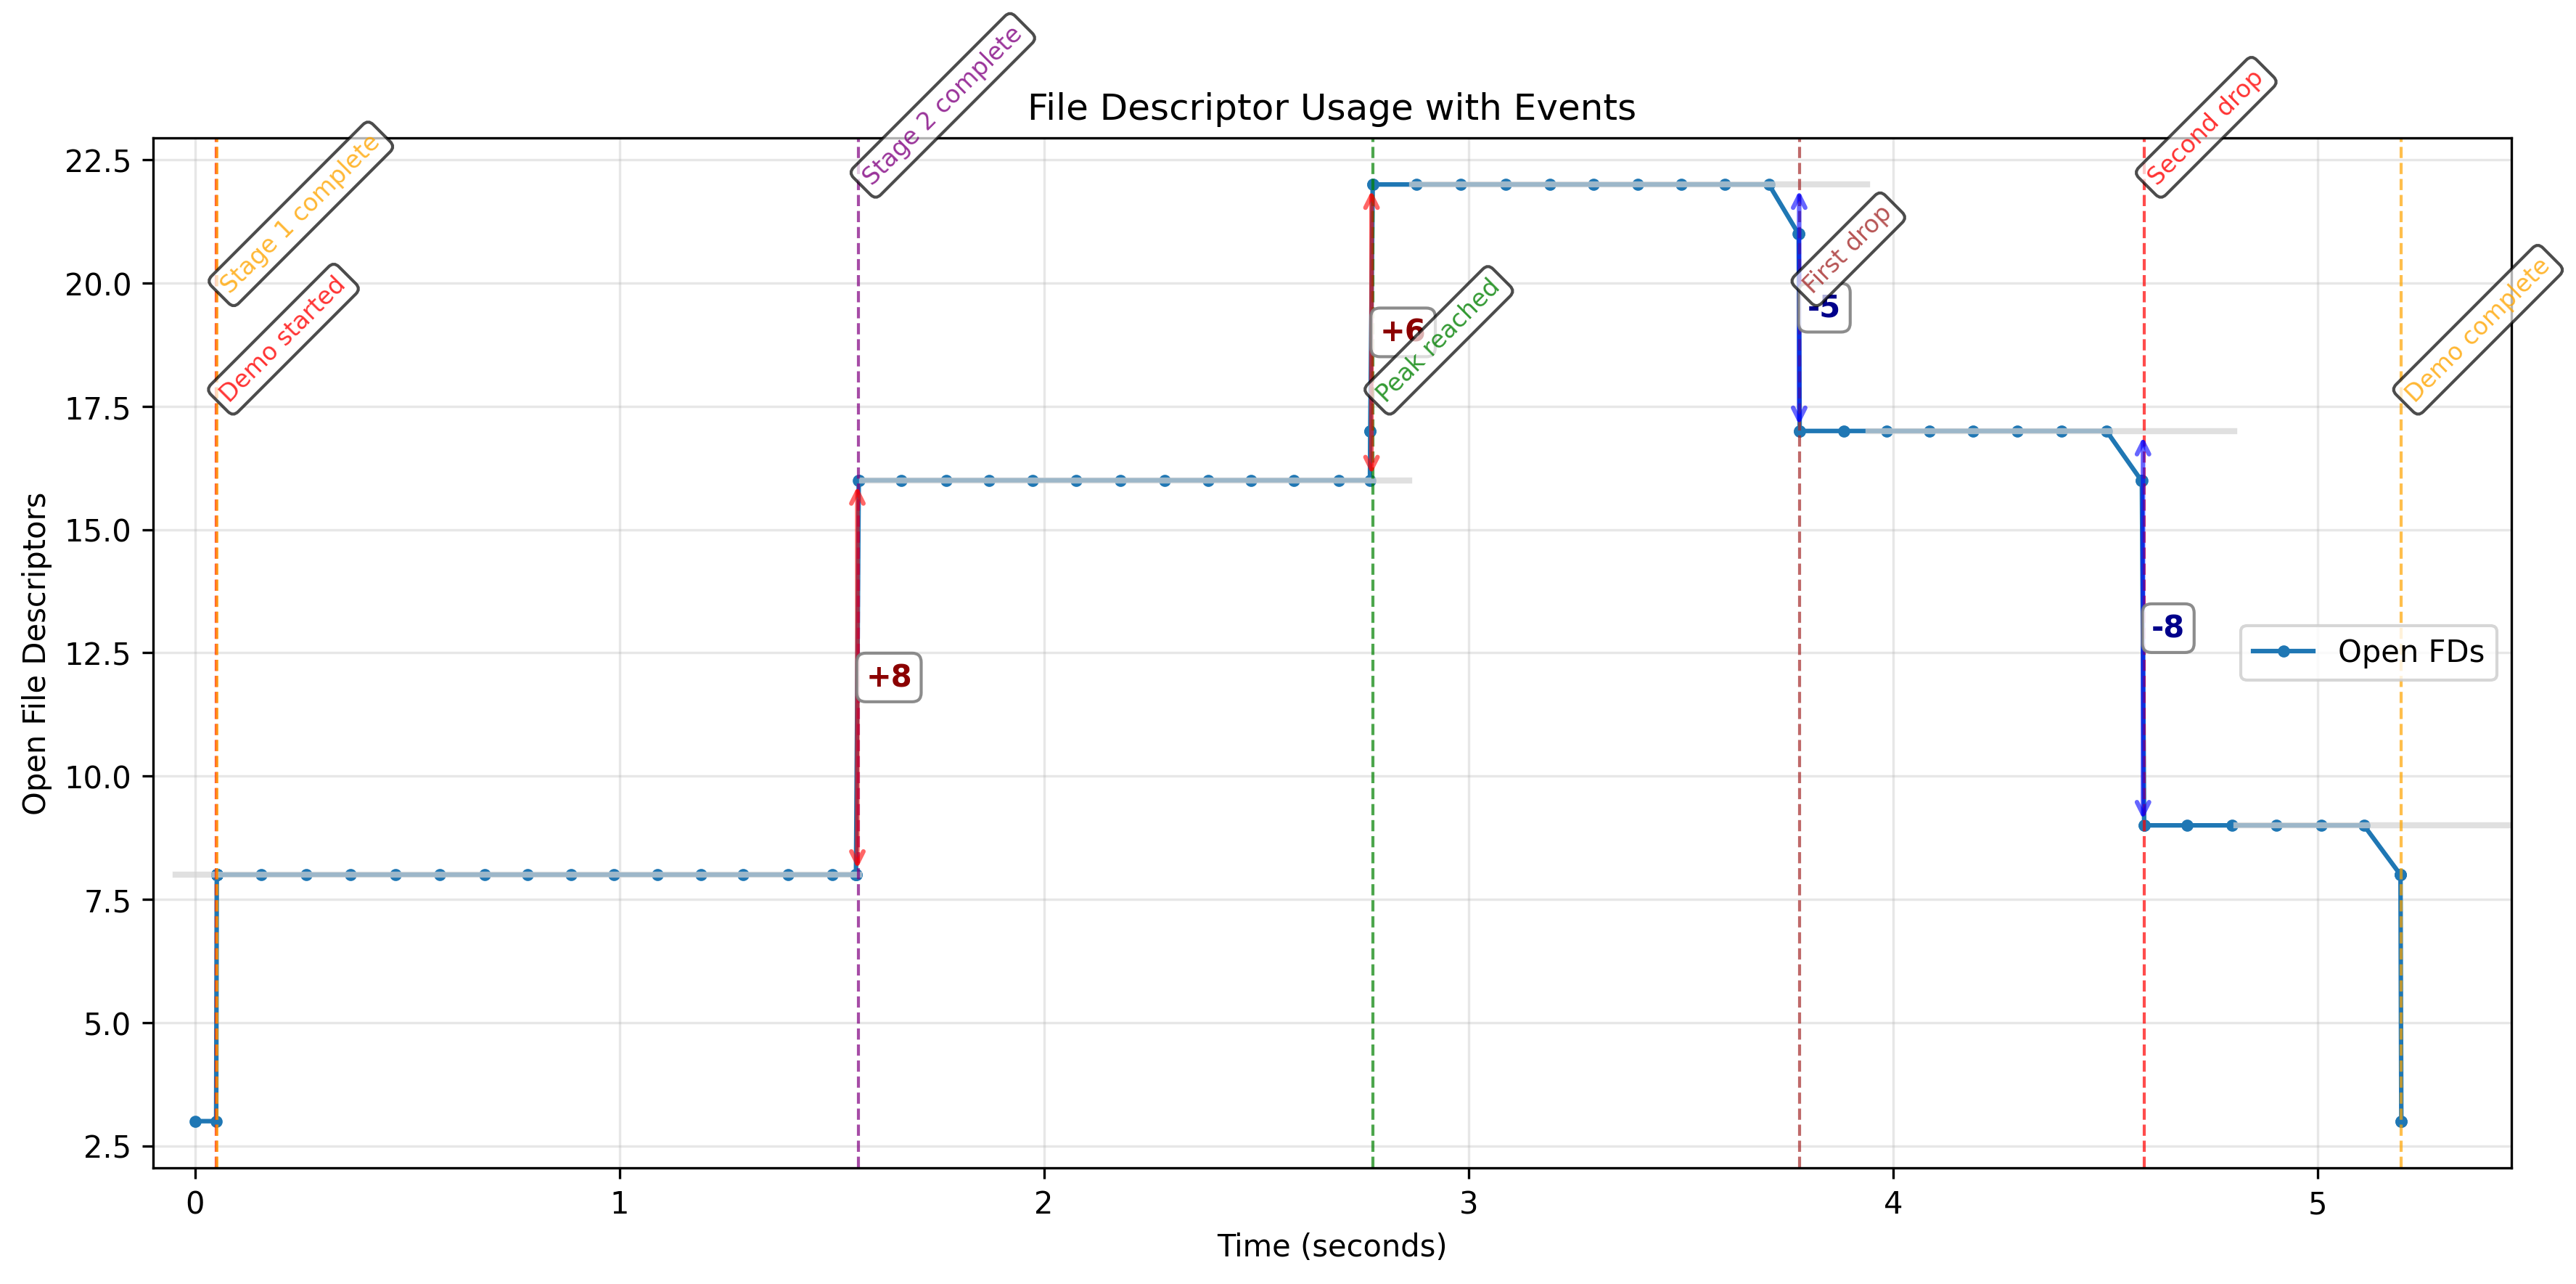 File Descriptor Usage with Events
Stage 1 complete
Demo started
Stage 2 complete
Peak reached
First drop
Second drop
Demo complete
+8
+6
-5
-8
Open FDs
Open File Descriptors
22.5
20.0
17.5
15.0
12.5
10.0
7.5
5.0
2.5
0 1 2 3 4 5
Time (seconds)